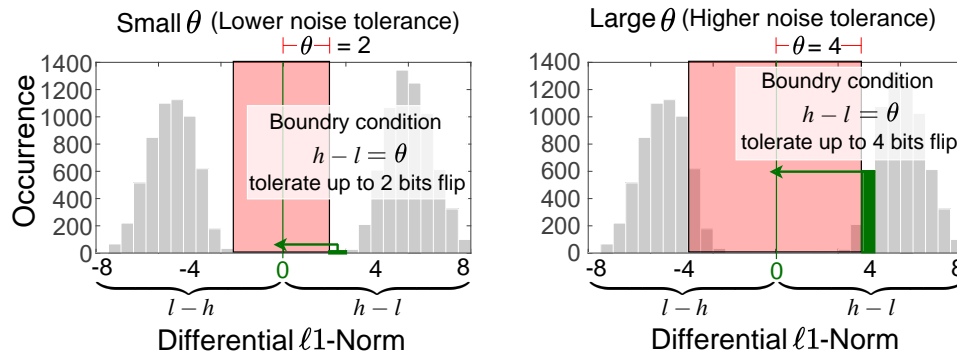 Small θ (Lower noise tolerance)
θ = 2
Occurrence
1400
1200
1000
800
600
400
200
0
Boundry condition
h − l = θ
tolerate up to 2 bits flip
-8 -4 0 4 8
l − h h − l
Differential ℓ1-Norm
Large θ (Higher noise tolerance)
θ = 4
1400
1200
1000
800
600
400
200
0
Boundry condition
h − l = θ
tolerate up to 4 bits flip
-8 -4 0 4 8
l − h h − l
Differential ℓ1-Norm